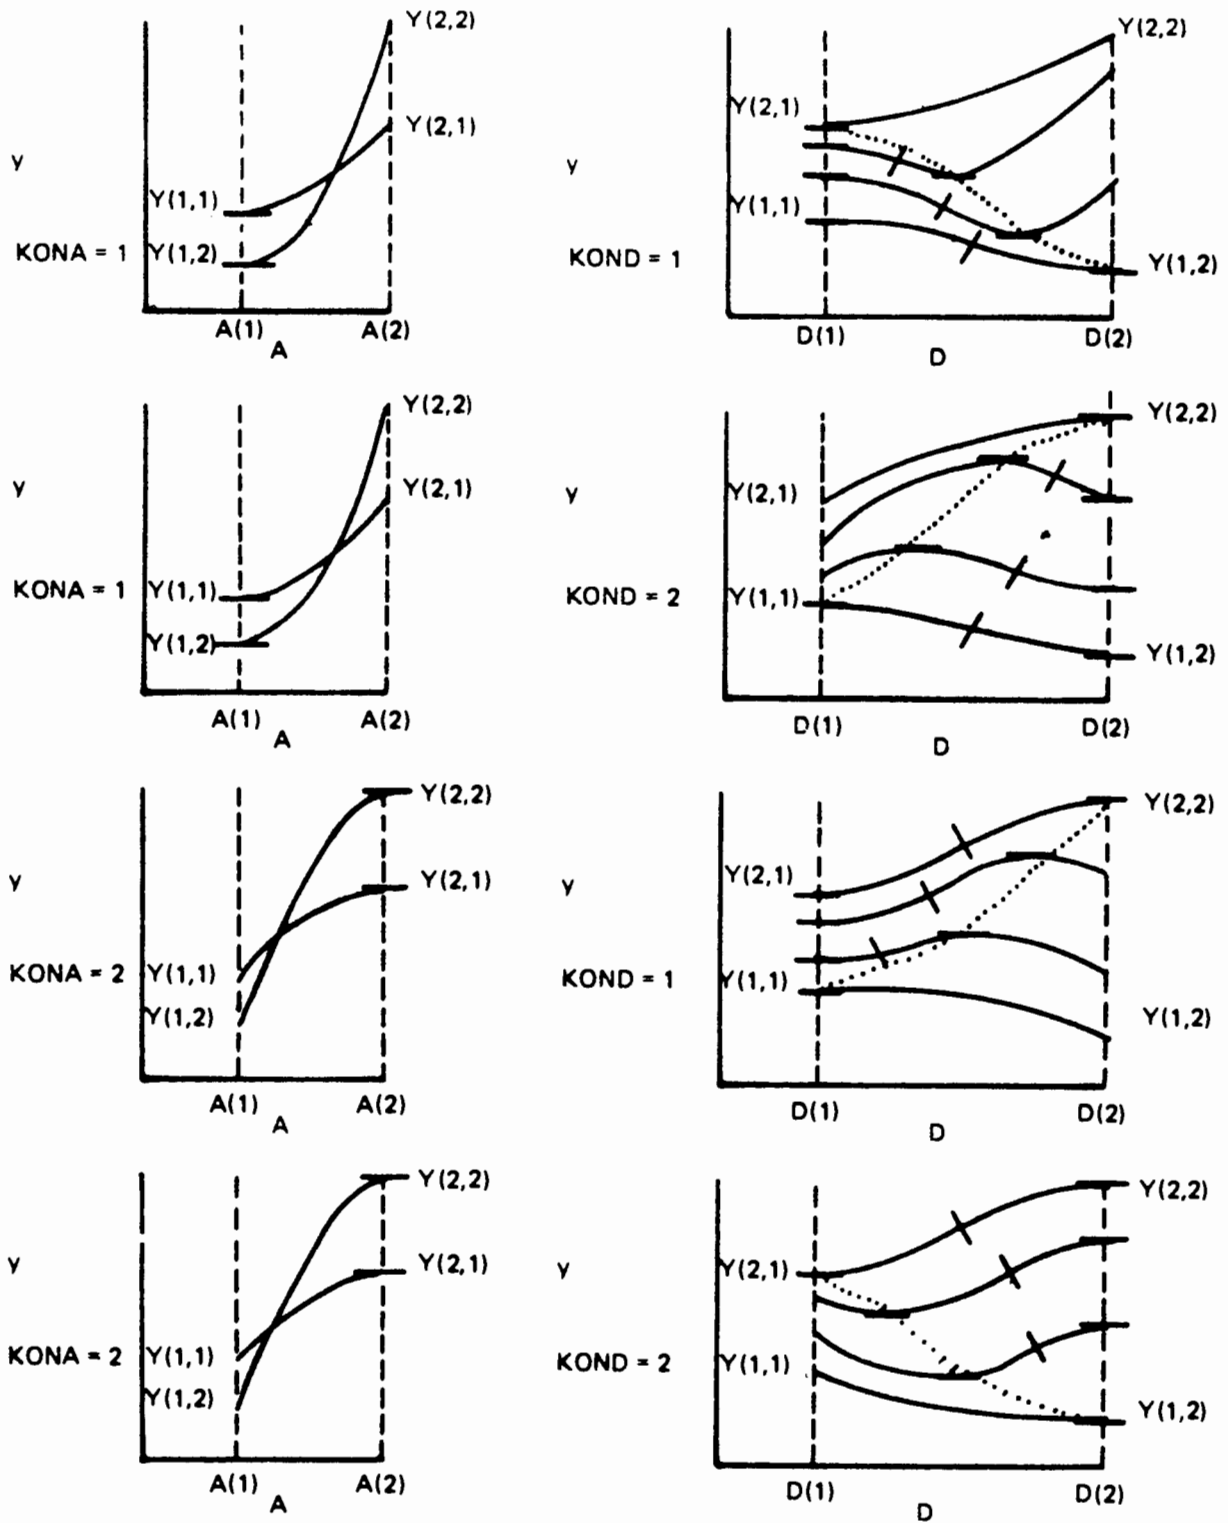 Y(2,2)
Y(2,1)
y
Y(1,1)
KONA = 1
Y(1,2)
A(1)
A(2)
A
Y(2,2)
Y(2,1)
y
Y(1,1)
KOND = 1
Y(1,2)
D(1)
D(2)
D
Y(2,2)
Y(2,1)
y
Y(1,1)
KONA = 1
Y(1,2)
A(1)
A(2)
A
Y(2,2)
Y(2,1)
y
Y(1,1)
KOND = 2
Y(1,2)
D(1)
D(2)
D
Y(2,2)
Y(2,1)
y
Y(1,1)
KONA = 2
Y(1,2)
A(1)
A(2)
A
Y(2,2)
Y(2,1)
y
Y(1,1)
KOND = 1
Y(1,2)
D(1)
D(2)
D
Y(2,2)
Y(2,1)
y
Y(1,1)
KONA = 2
Y(1,2)
A(1)
A(2)
A
Y(2,2)
Y(2,1)
y
Y(1,1)
KOND = 2
Y(1,2)
D(1)
D(2)
D